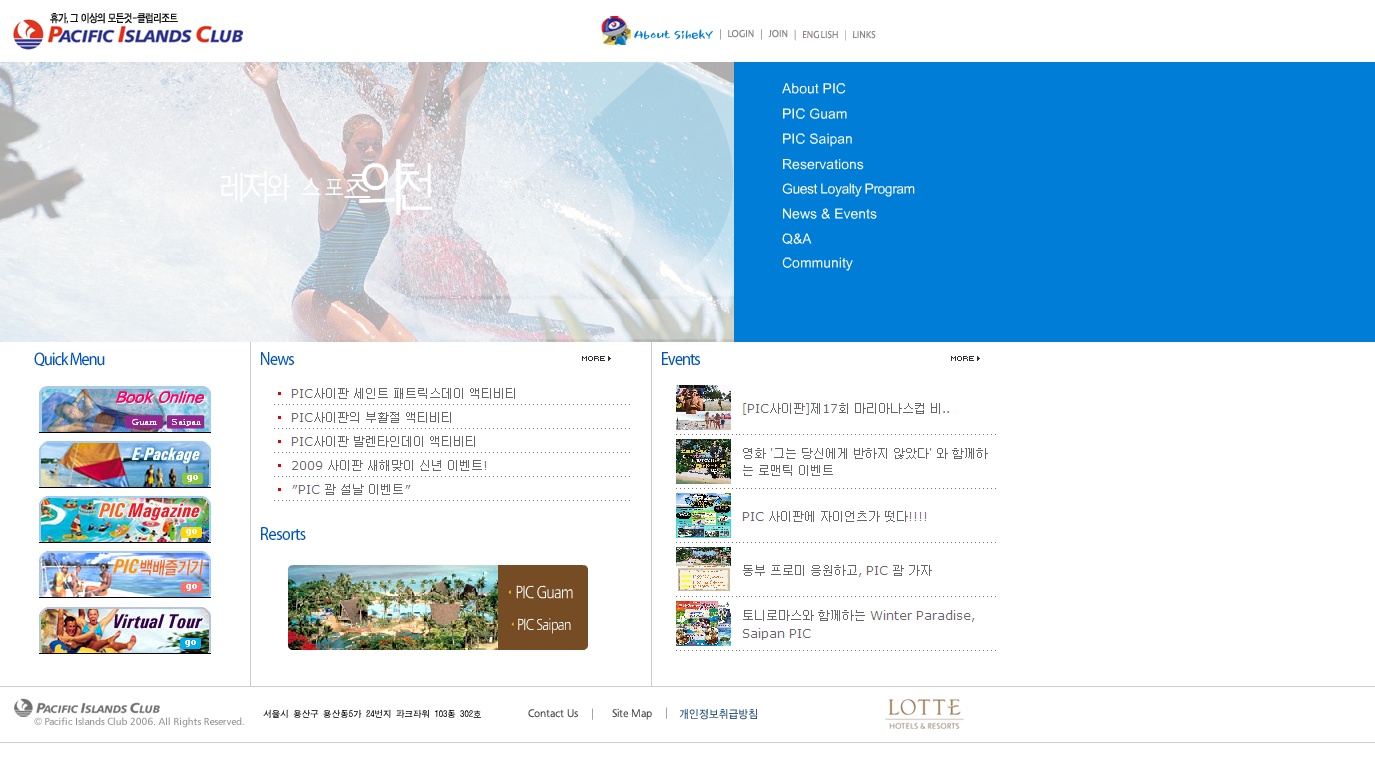 휴가, 그 이상의 모든것-클럽리조트
PACIFIC ISLANDS CLUB
About Siheky
LOGIN
JOIN
ENGLISH
LINKS
레저와 스포츠의천
About PIC
PIC Guam
PIC Saipan
Reservations
Guest Loyalty Program
News & Events
Q&A
Community
Quick Menu
Book Online
Guam
Saipan
E-Package
go
PIC Magazine
go
PIC백배즐기기
go
Virtual Tour
go
News
MORE
PIC사이판 세인트 패트릭스데이 액티비티
PIC사이판의 부활절 액티비티
PIC사이판 발렌타인데이 액티비티
2009 사이판 새해맞이 신년 이벤트!
"PIC 괌 설날 이벤트"
Resorts
PIC Guam
PIC Saipan
Events
MORE
[PIC사이판]제17회 마리아나스컵 비..
영화 '그는 당신에게 반하지 않았다' 와 함께하
는 로맨틱 이벤트
PIC 사이판에 자이언츠가 떳다!!!!
동부 프로미 응원하고, PIC 괌 가자
토니로마스와 함께하는 Winter Paradise,
Saipan PIC
PACIFIC ISLANDS CLUB
© Pacific Islands Club 2006. All Rights Reserved.
서울시 용산구 용산동5가 24번지 파크타워 103동 302호
Contact Us
Site Map
개인정보취급방침
LOTTE
HOTELS & RESORTS